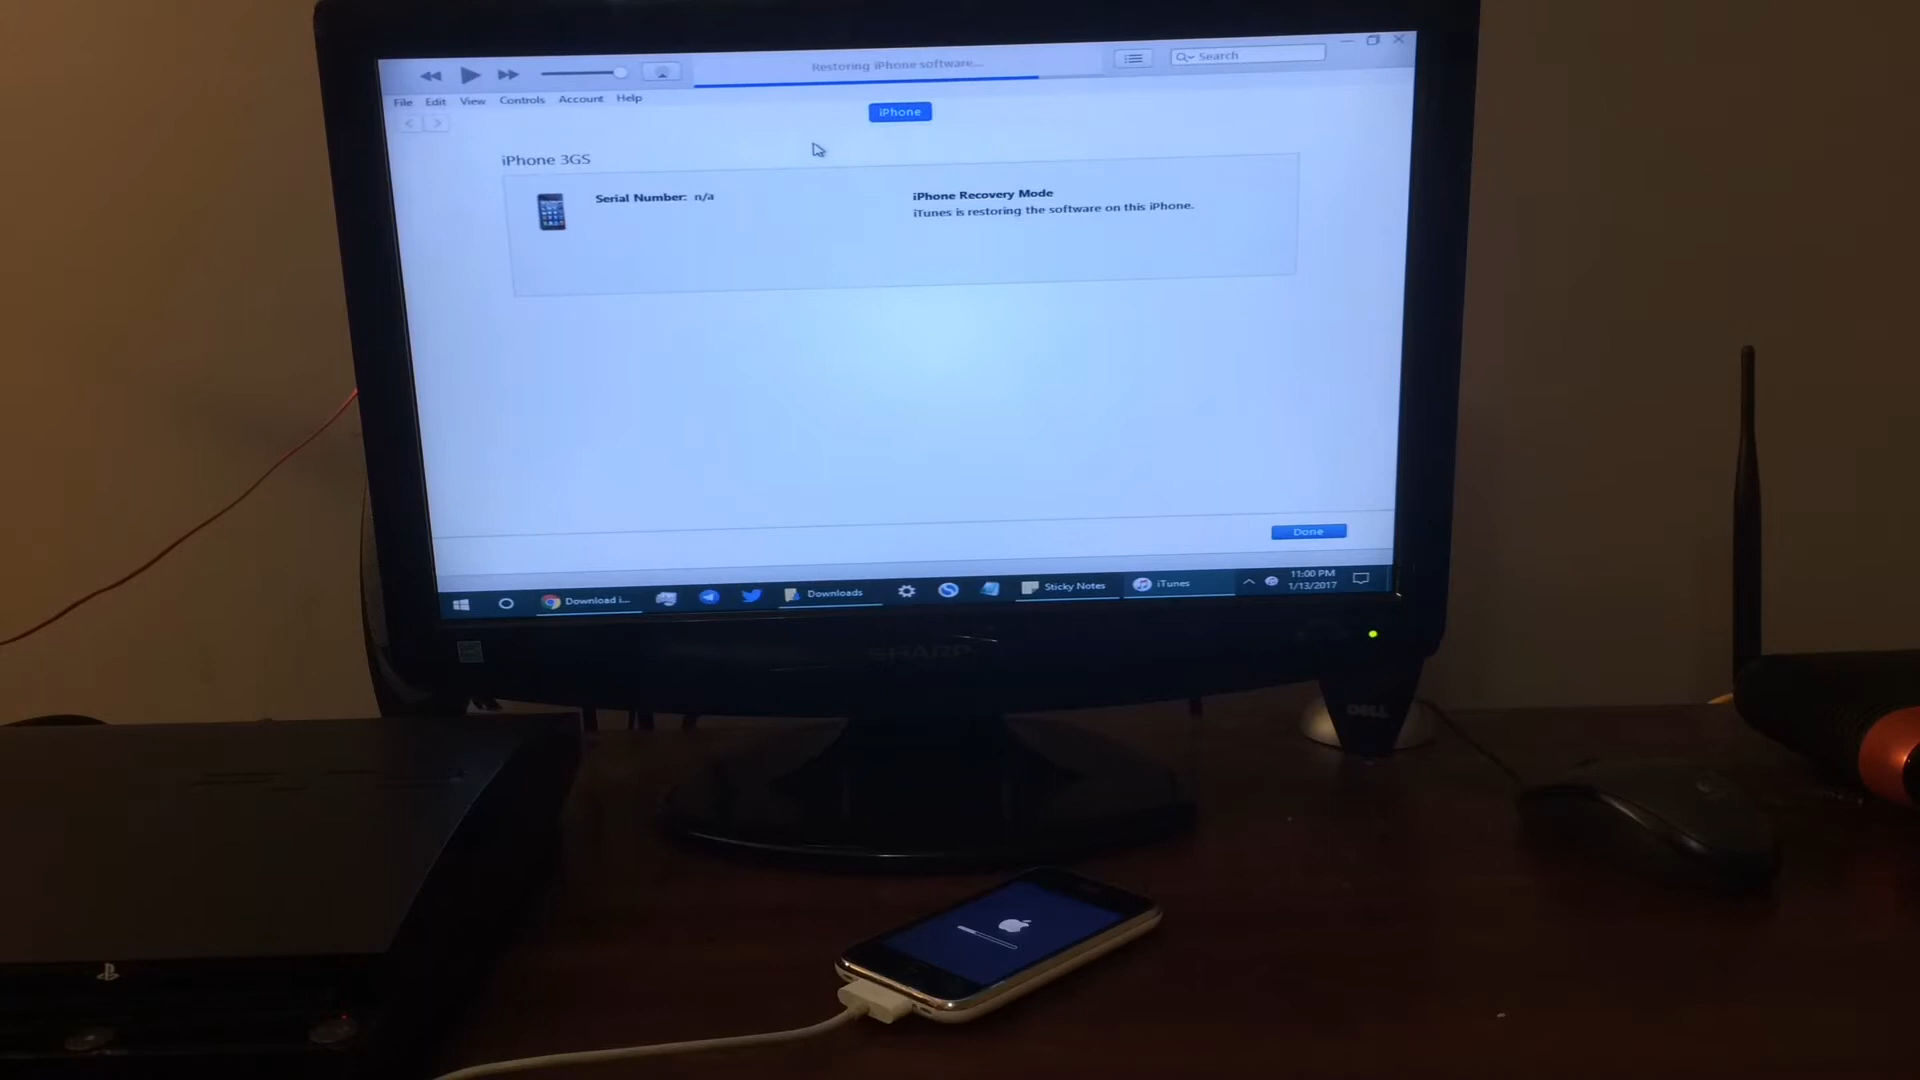 Restoring iPhone software...
Search
File Edit View Controls Account Help
iPhone
iPhone 3GS
Serial Number: n/a
iPhone Recovery Mode
iTunes is restoring the software on this iPhone.
Done
Download i...
Downloads
Sticky Notes
iTunes
11:00 PM
1/13/2017
SHARP
DELL